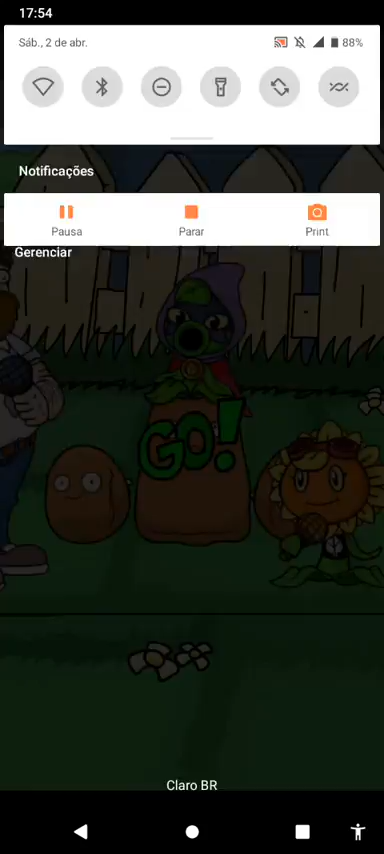 17:54
Sáb., 2 de abr.
88%
Notificações
Pausa
Parar
Print
Gerenciar
GO!
Claro BR